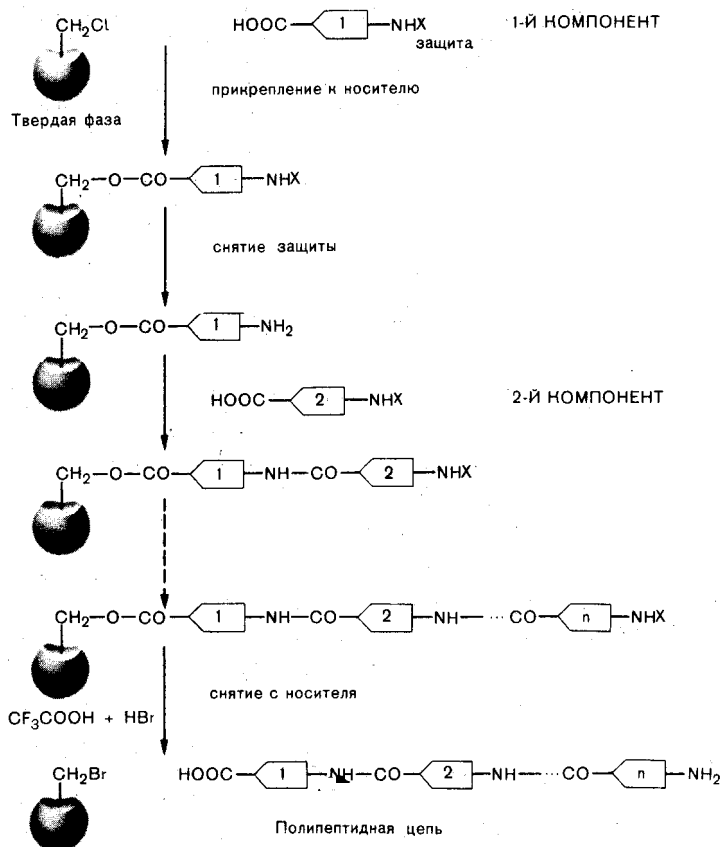 CH₂Cl HOOC—1—NHX 1-Й КОМПОНЕНТ
защита
прикрепление к носителю
Твердая фаза
CH₂—O—CO—1—NHX
снятие защиты
CH₂—O—CO—1—NH₂
HOOC—2—NHX 2-Й КОМПОНЕНТ
CH₂—O—CO—1—NH—CO—2—NHX
CH₂—O—CO—1—NH—CO—2—NH—···CO—n—NHX
снятие с носителя
CF₃COOH + HBr
CH₂Br HOOC—1—NH—CO—2—NH—···CO—n—NH₂
Полипептидная цепь